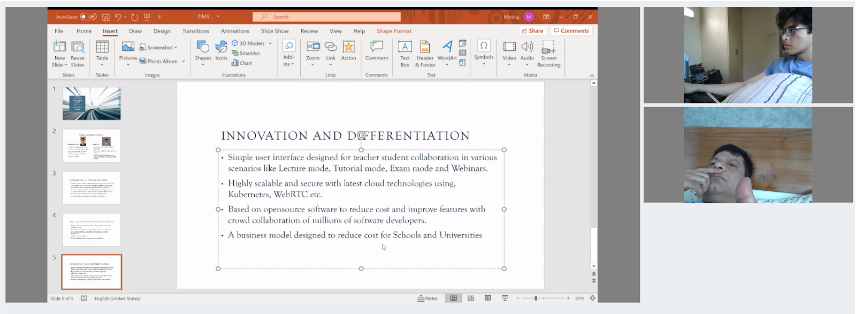 AutoSave Off
DMS...
Search
Minhaj
M
File Home Insert Draw Design Transitions Animations Slide Show Review View Help Shape Format
Share Comments
New Slide
Reuse Slides
Table
Pictures
Screenshot
Photo Album
Shapes
Icons
3D Models
SmartArt
Chart
Add-ins
Zoom
Link
Action
Comment
Text Box
Header & Footer
WordArt
Symbols
Video
Audio
Screen Recording
Slides Tables Images Illustrations Links Comments Text Media
1
2
3
4
5
INNOVATION AND DIFFERENTIATION
• Simple user interface designed for teacher student collaboration in various
scenarios like Lecture mode, Tutorial mode, Exam mode and Webinars.
• Highly scalable and secure with latest cloud technologies using,
Kubernetes, WebRTC etc.
• Based on opensource software to reduce cost and improve features with
crowd collaboration of millions of software developers.
• A business model designed to reduce cost for Schools and Universities
Slide 5 of 5 English (United States)
Notes
67%